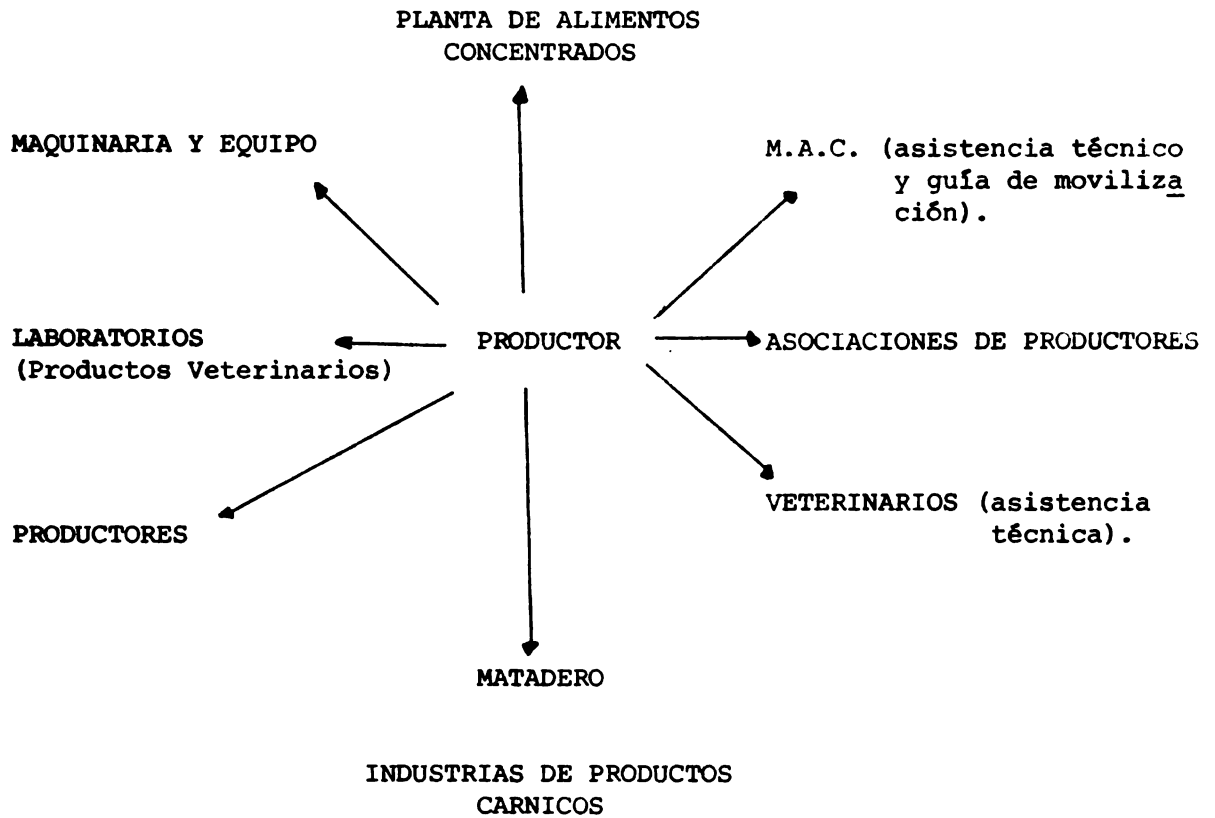 PLANTA DE ALIMENTOS
CONCENTRADOS
MAQUINARIA Y EQUIPO
M.A.C. (asistencia técnico
y guía de moviliza
ción).
LABORATORIOS
(Productos Veterinarios)
PRODUCTOR
ASOCIACIONES DE PRODUCTORES
VETERINARIOS (asistencia
técnica).
PRODUCTORES
MATADERO
INDUSTRIAS DE PRODUCTOS
CARNICOS